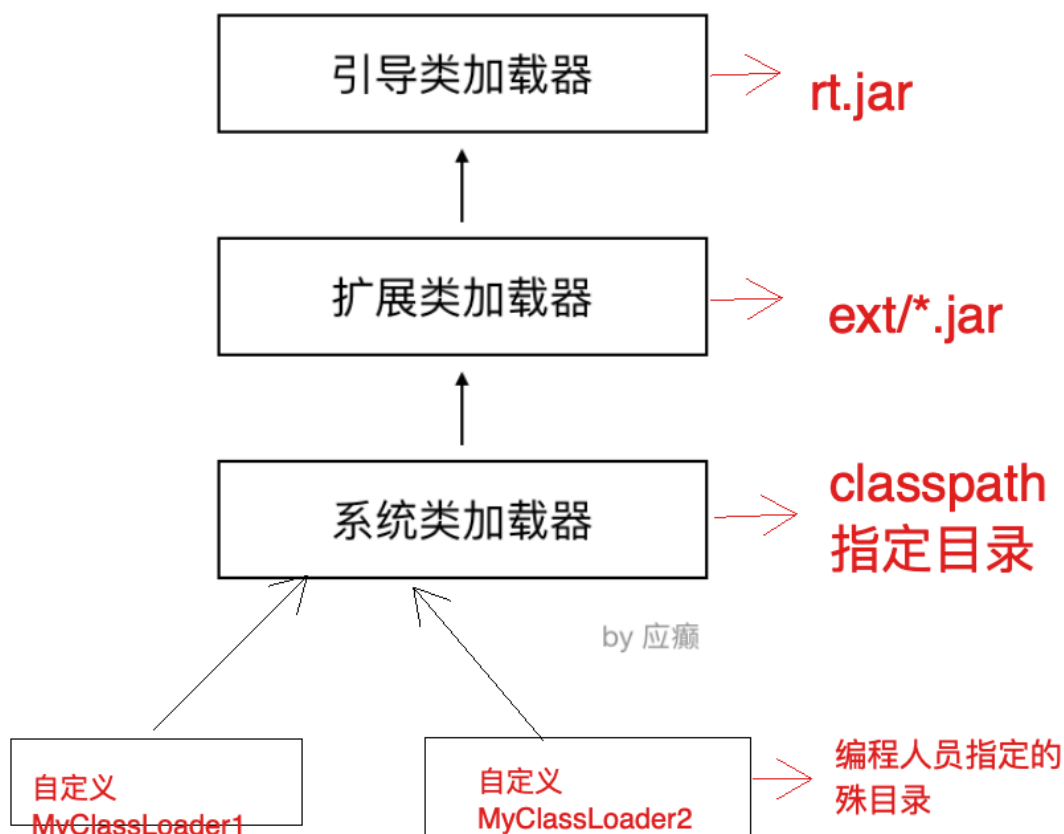 引导类加载器
rt.jar
扩展类加载器
ext/*.jar
系统类加载器
classpath
指定目录
by 应癫
自定义
MyClassLoader1
自定义
MyClassLoader2
编程人员指定的
殊目录